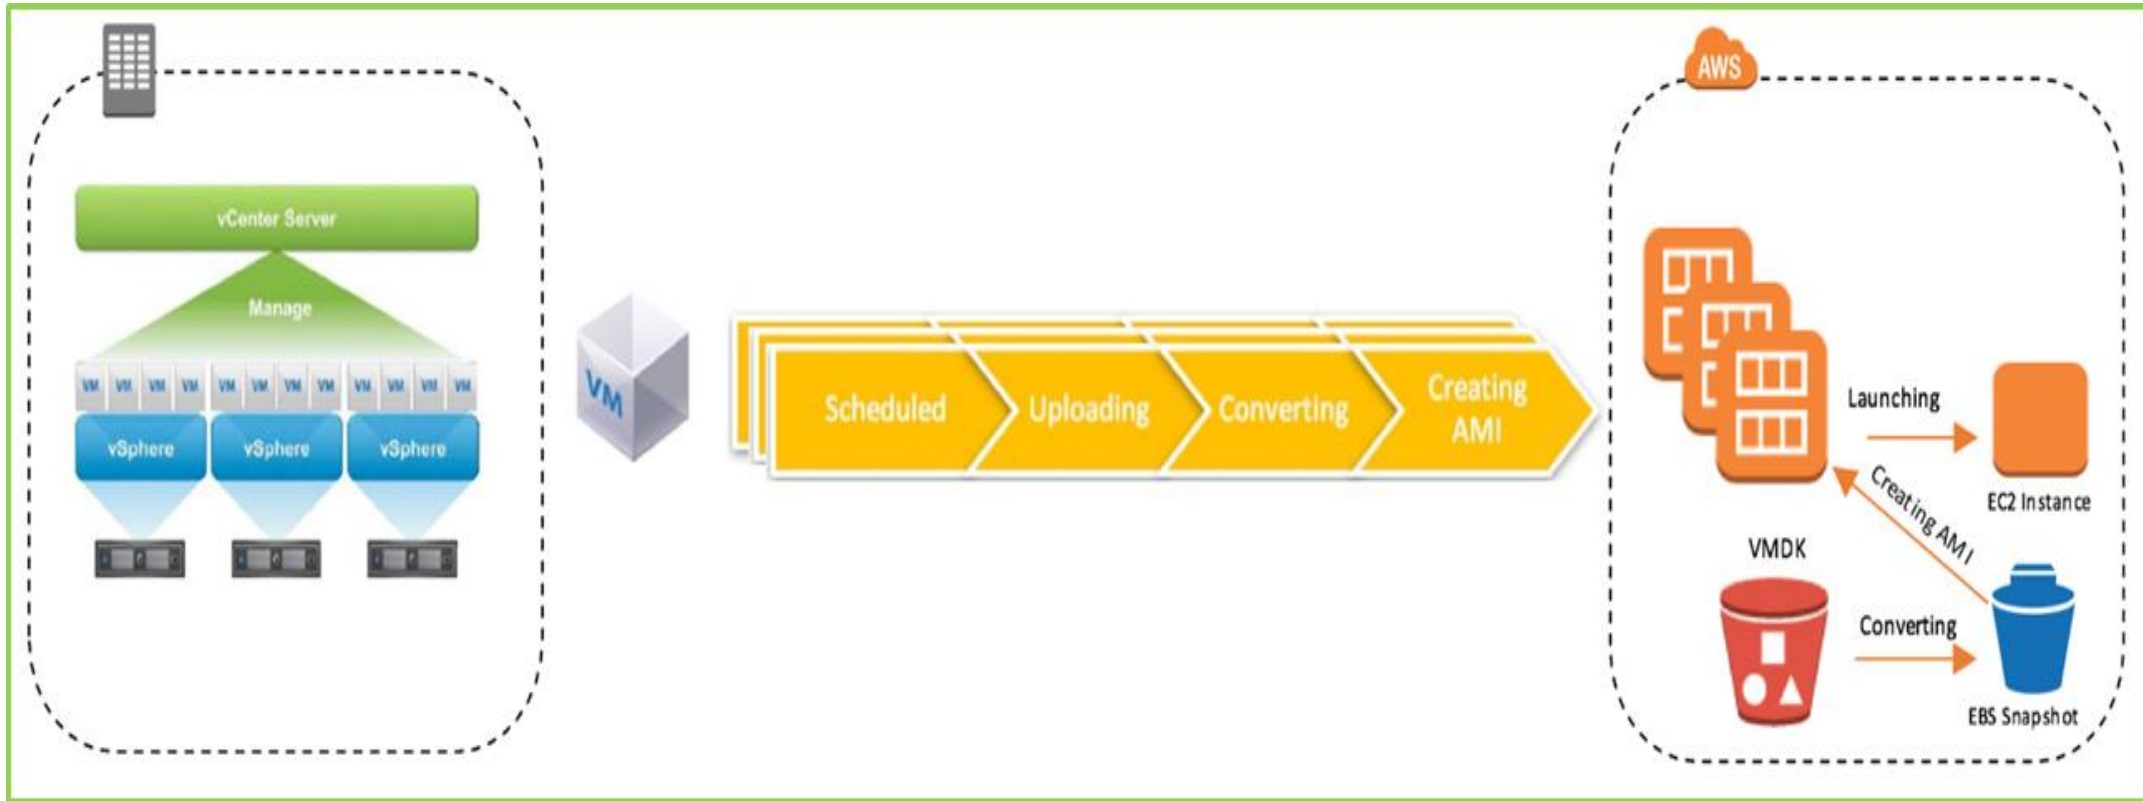 vCenter Server
Manage
VM VM VM VM VM VM VM VM VM VM VM VM
vSphere vSphere vSphere
VM
Scheduled
Uploading
Converting
Creating
AMI
AWS
Launching
EC2 Instance
Creating AMI
VMDK
Converting
EBS Snapshot